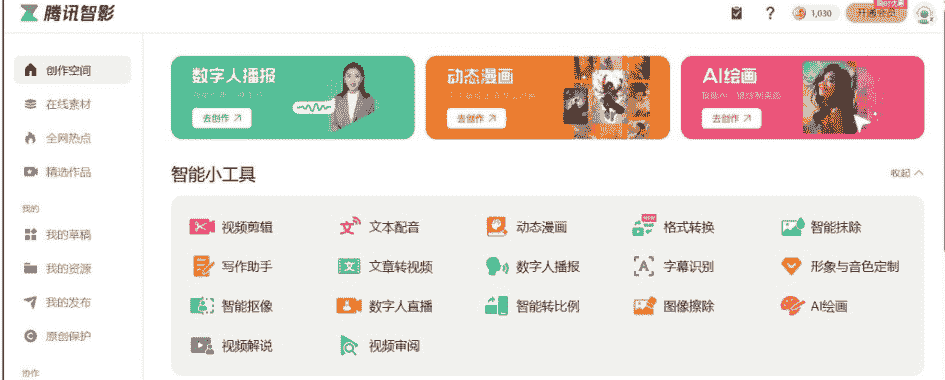 腾讯智影
1,030
开通会员
创作空间
在线素材
全网热点
精选作品
我的
我的草稿
我的资源
我的发布
原创保护
协作
数字人播报
去创作
动态漫画
去创作
AI绘画
去创作
智能小工具
收起
视频剪辑
文本配音
动态漫画
NEW
格式转换
智能抹除
写作助手
文章转视频
数字人播报
字幕识别
形象与音色定制
智能抠像
数字人直播
智能转比例
图像擦除
AI绘画
视频解说
视频审阅